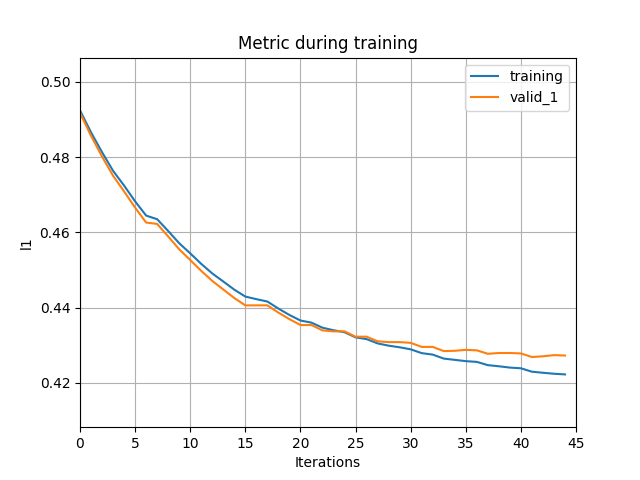 Metric during training
training
valid_1
0.50
0.48
0.46
0.44
0.42
l1
0 5 10 15 20 25 30 35 40 45
Iterations